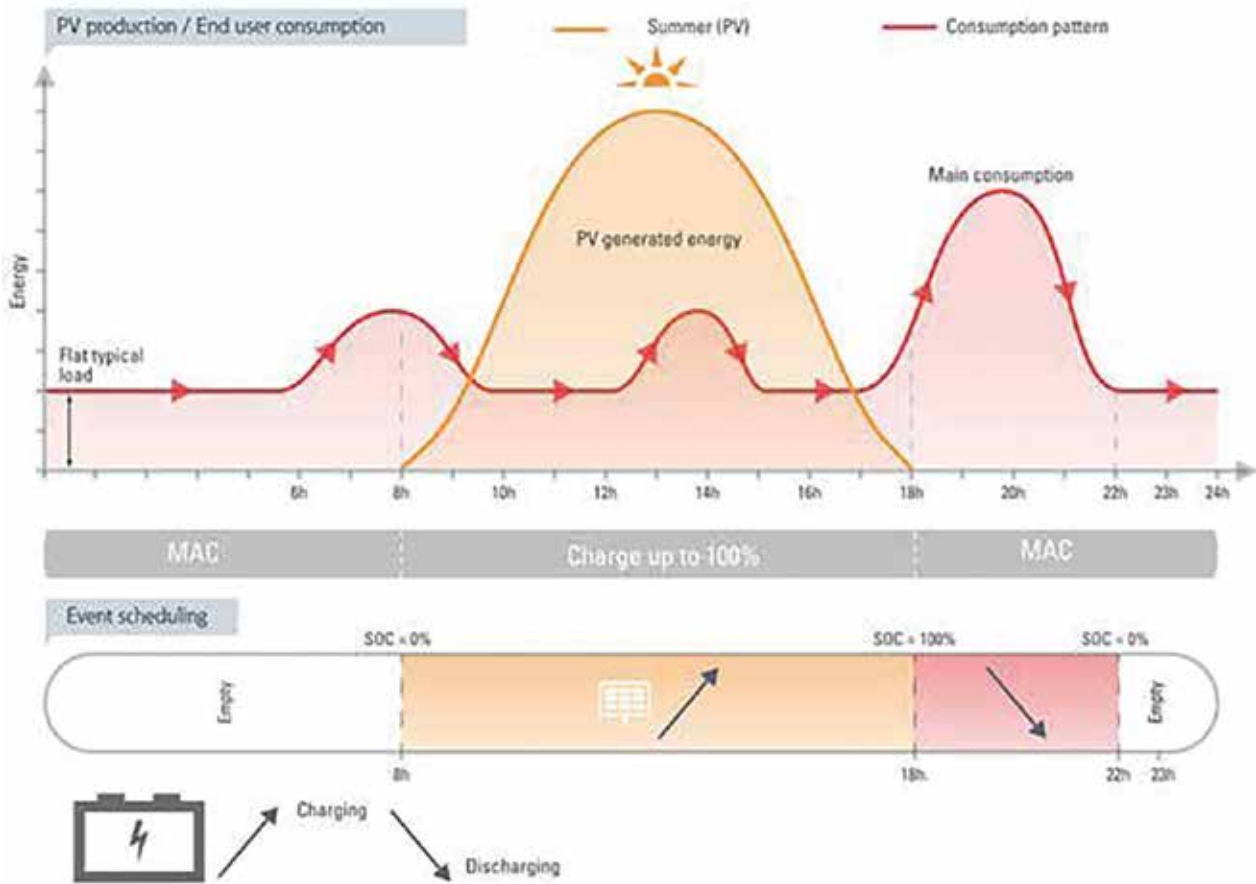 PV production / End user consumption
Summer (PV)
Consumption pattern
Main consumption
PV generated energy
Energy
Flat typical
load
6h 8h 10h 12h 14h 16h 18h 20h 22h 23h 24h
MAC Charge up to 100% MAC
Event scheduling
SOC = 0% SOC = 100% SOC = 0%
Empty
Empty
8h 18h. 22h 23h
Charging
Discharging